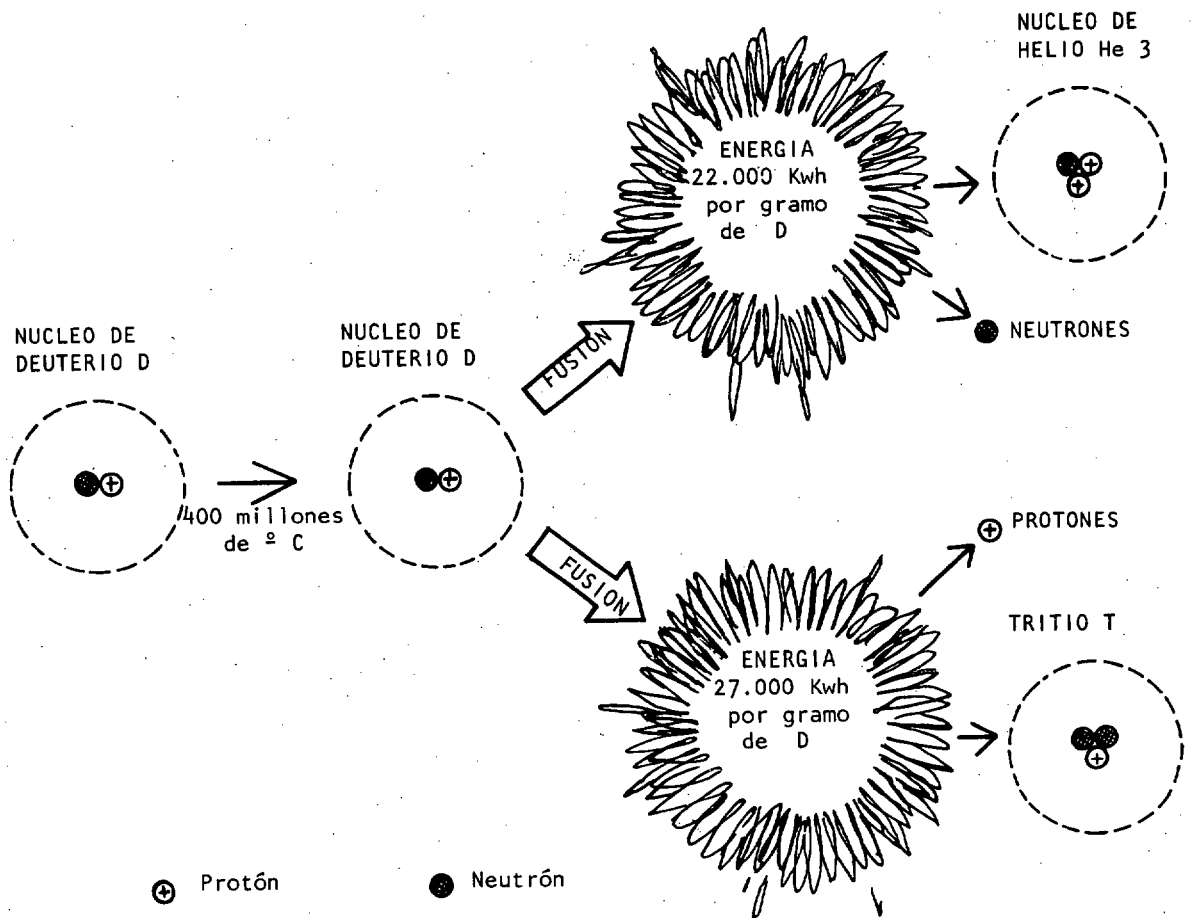 NUCLEO DE
HELIO He 3
ENERGIA
22.000 Kwh
por gramo
de D
NEUTRONES
NUCLEO DE
DEUTERIO D
NUCLEO DE
DEUTERIO D
FUSIÓN
400 millones
de º C
FUSION
PROTONES
TRITIO T
ENERGIA
27.000 Kwh
por gramo
de D
Protón
Neutrón